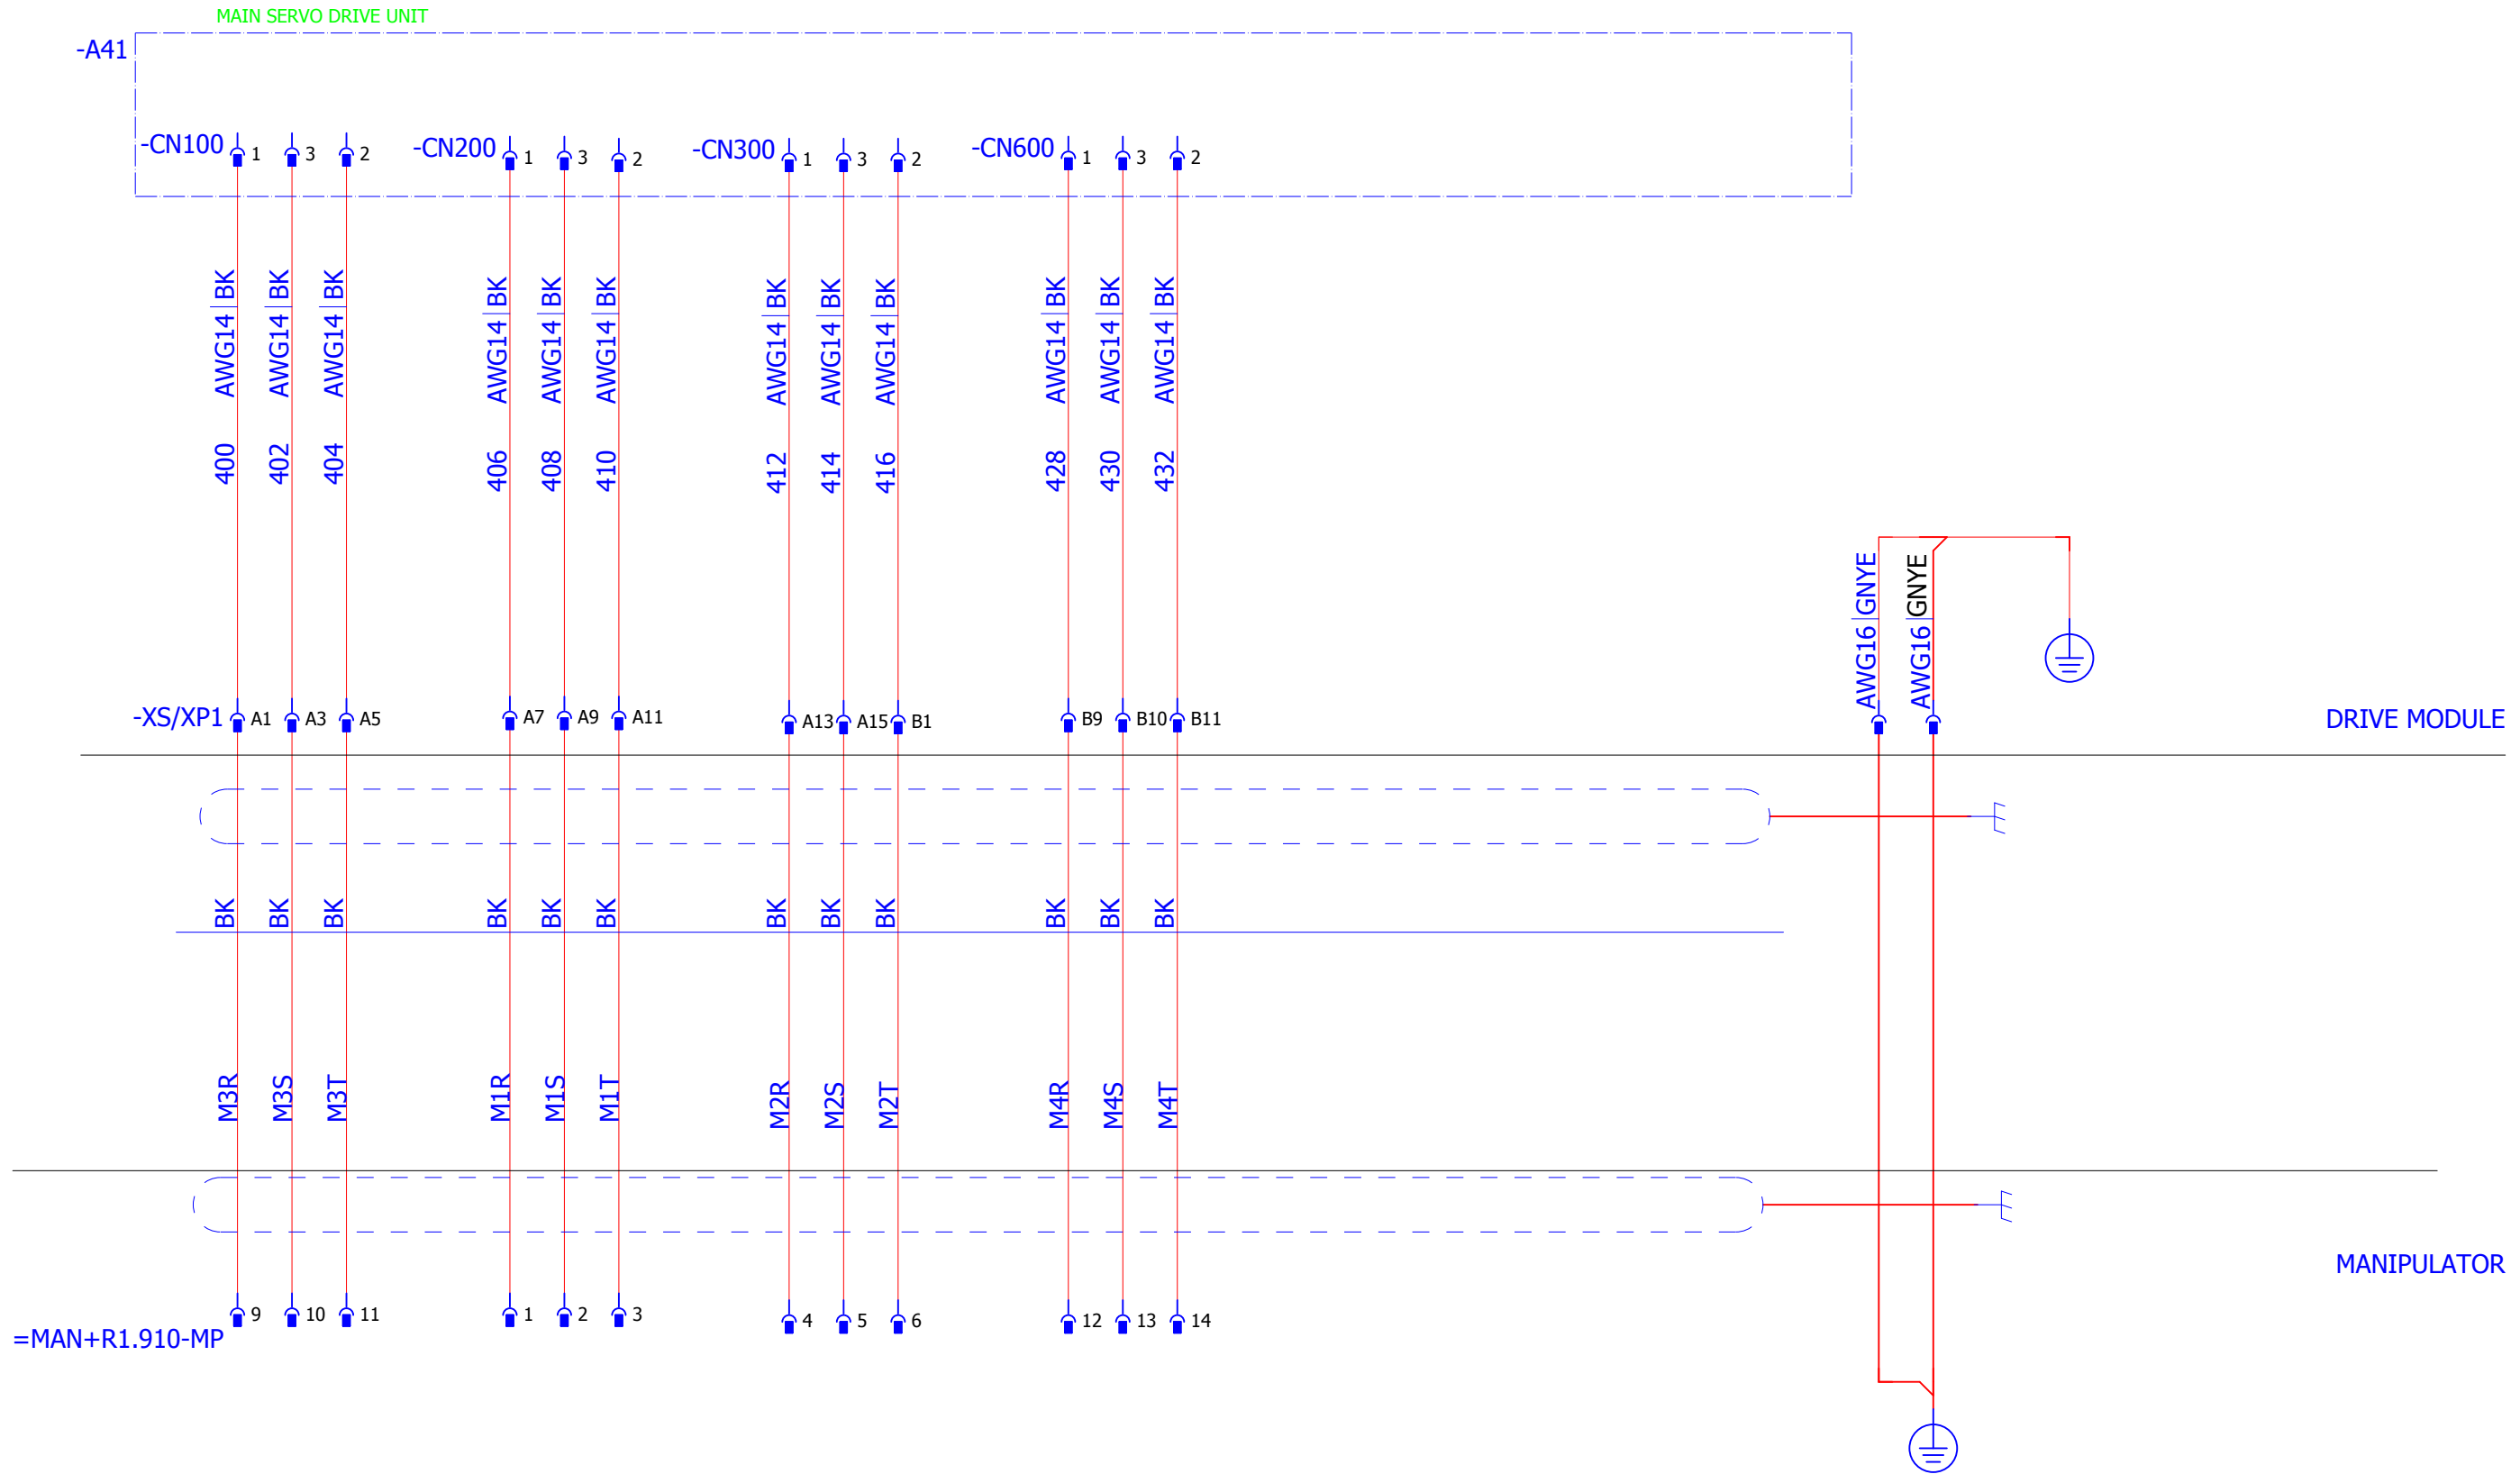 MAIN SERVO DRIVE UNIT
-A41
-CN100 1 3 2 -CN200 1 3 2 -CN300 1 3 2 -CN600 1 3 2
AWG14 BK AWG14 BK AWG14 BK AWG14 BK AWG14 BK AWG14 BK AWG14 BK AWG14 BK AWG14 BK AWG14 BK AWG14 BK AWG14 BK
400 402 404 406 408 410 412 414 416 428 430 432
AWG16 GNYE AWG16 GNYE
-XS/XP1 A1 A3 A5 A7 A9 A11 A13 A15 B1 B9 B10 B11
DRIVE MODULE
BK BK BK BK BK BK BK BK BK BK BK BK
M3R M3S M3T M1R M1S M1T M2R M2S M2T M4R M4S M4T
MANIPULATOR
9 10 11 1 2 3 4 5 6 12 13 14
=MAN+R1.910-MP